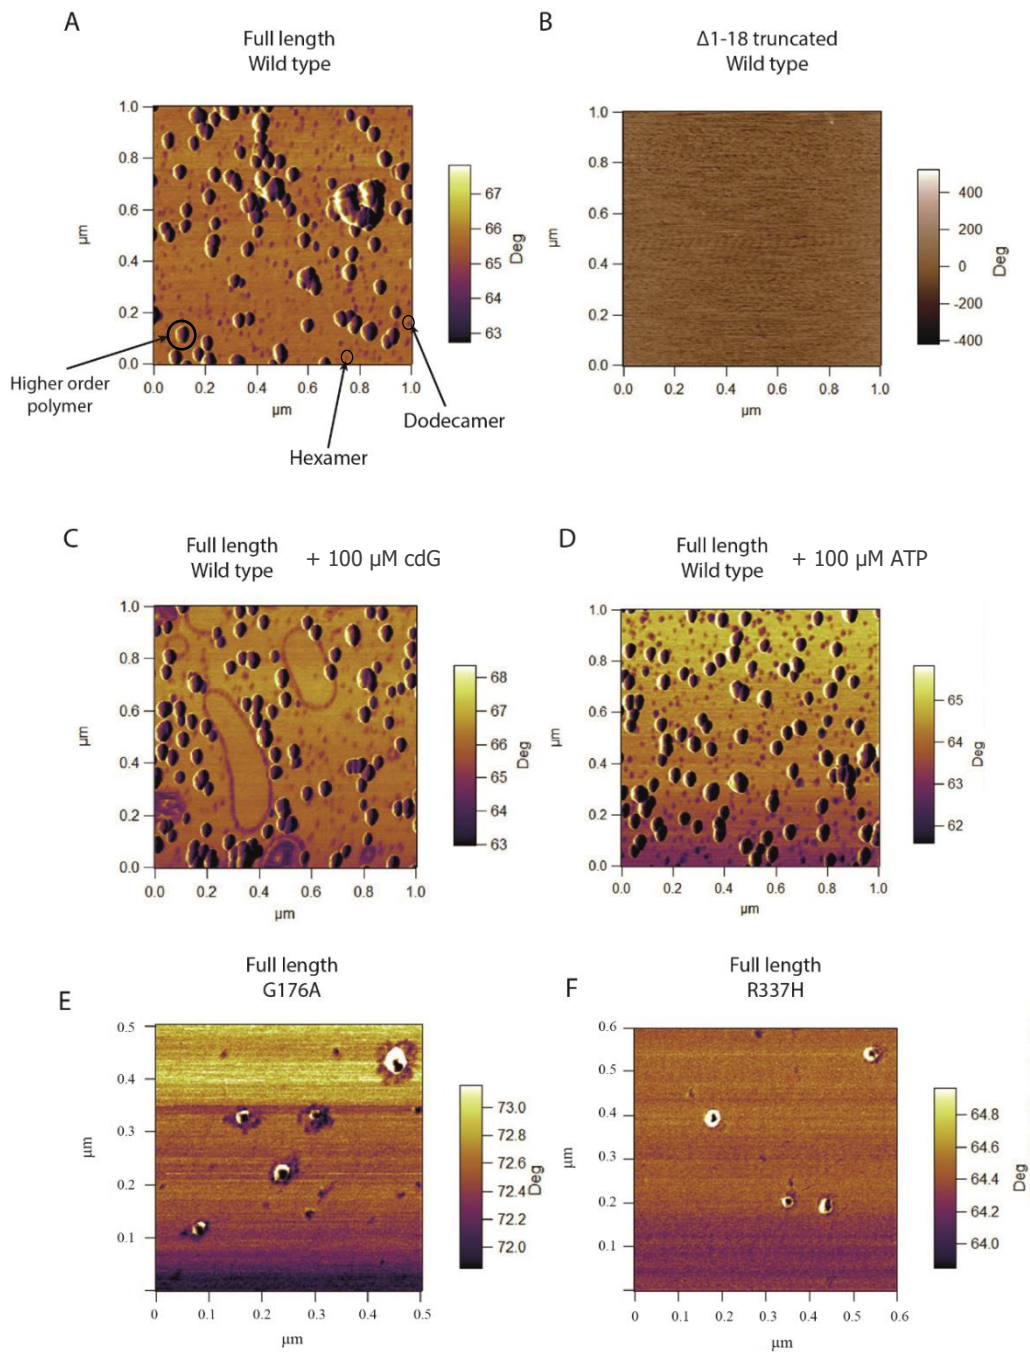 A
Full length
Wild type
1.0
0.8
0.6
0.4
0.2
0.0
µm
0.0 0.2 0.4 0.6 0.8 1.0
µm
67
66
65
64
63
Deg
Higher order
polymer
Hexamer
Dodecamer
B
Δ1-18 truncated
Wild type
1.0
0.8
0.6
0.4
0.2
0.0
µm
0.0 0.2 0.4 0.6 0.8 1.0
µm
400
200
0
-200
-400
Deg
C
Full length
Wild type
+ 100 µM cdG
1.0
0.8
0.6
0.4
0.2
0.0
µm
0.0 0.2 0.4 0.6 0.8 1.0
µm
68
67
66
65
64
63
Deg
D
Full length
Wild type
+ 100 µM ATP
1.0
0.8
0.6
0.4
0.2
0.0
µm
0.0 0.2 0.4 0.6 0.8 1.0
µm
65
64
63
62
Deg
E
Full length
G176A
0.5
0.4
0.3
0.2
0.1
µm
0 0.1 0.2 0.3 0.4 0.5
µm
73.0
72.8
72.6
72.4
72.2
72.0
Deg
F
Full length
R337H
0.6
0.5
0.4
0.3
0.2
0.1
µm
0 0.1 0.2 0.3 0.4 0.5 0.6
µm
64.8
64.6
64.4
64.2
64.0
Deg